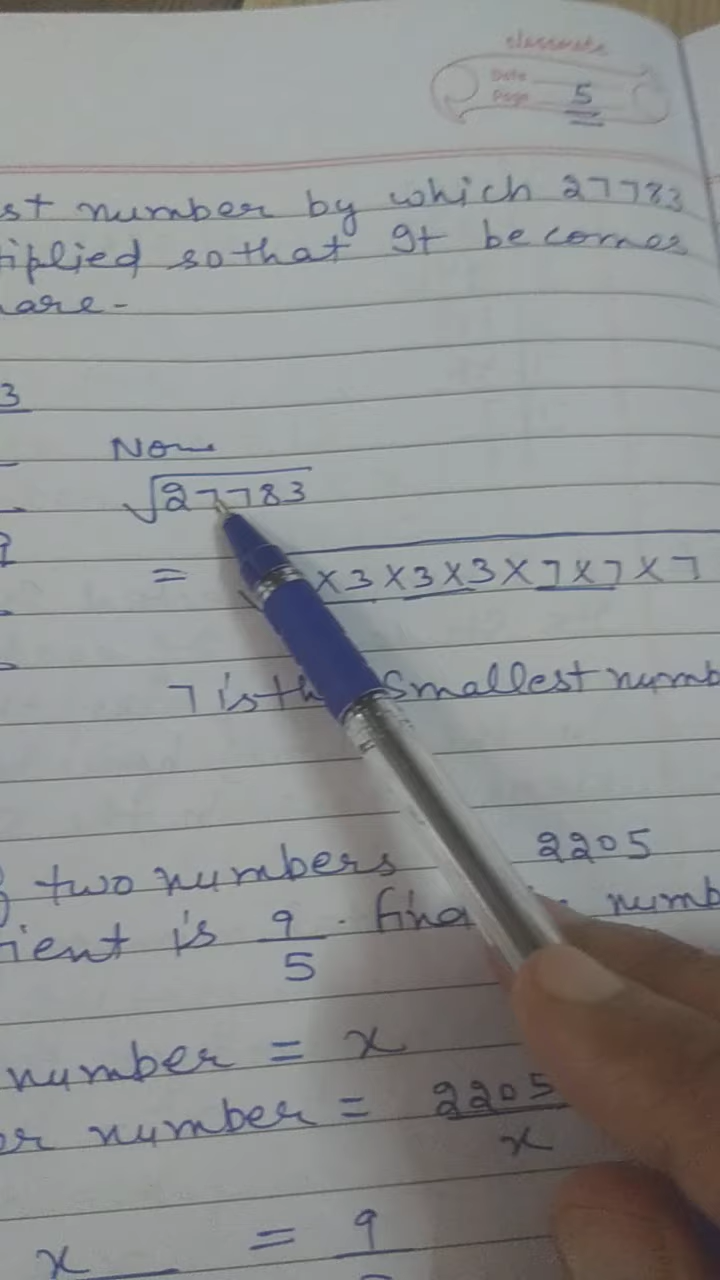 classmate
Date
Page 5
st number by which 27783
tiplied so that It becomes
are -
3
Now
√27783
= ×3×3×3×7×7×7
7 is th Smallest numb
two numbers 2205
ient is 9/5 . find numb
number = x
er number = 2205/x
x = 9